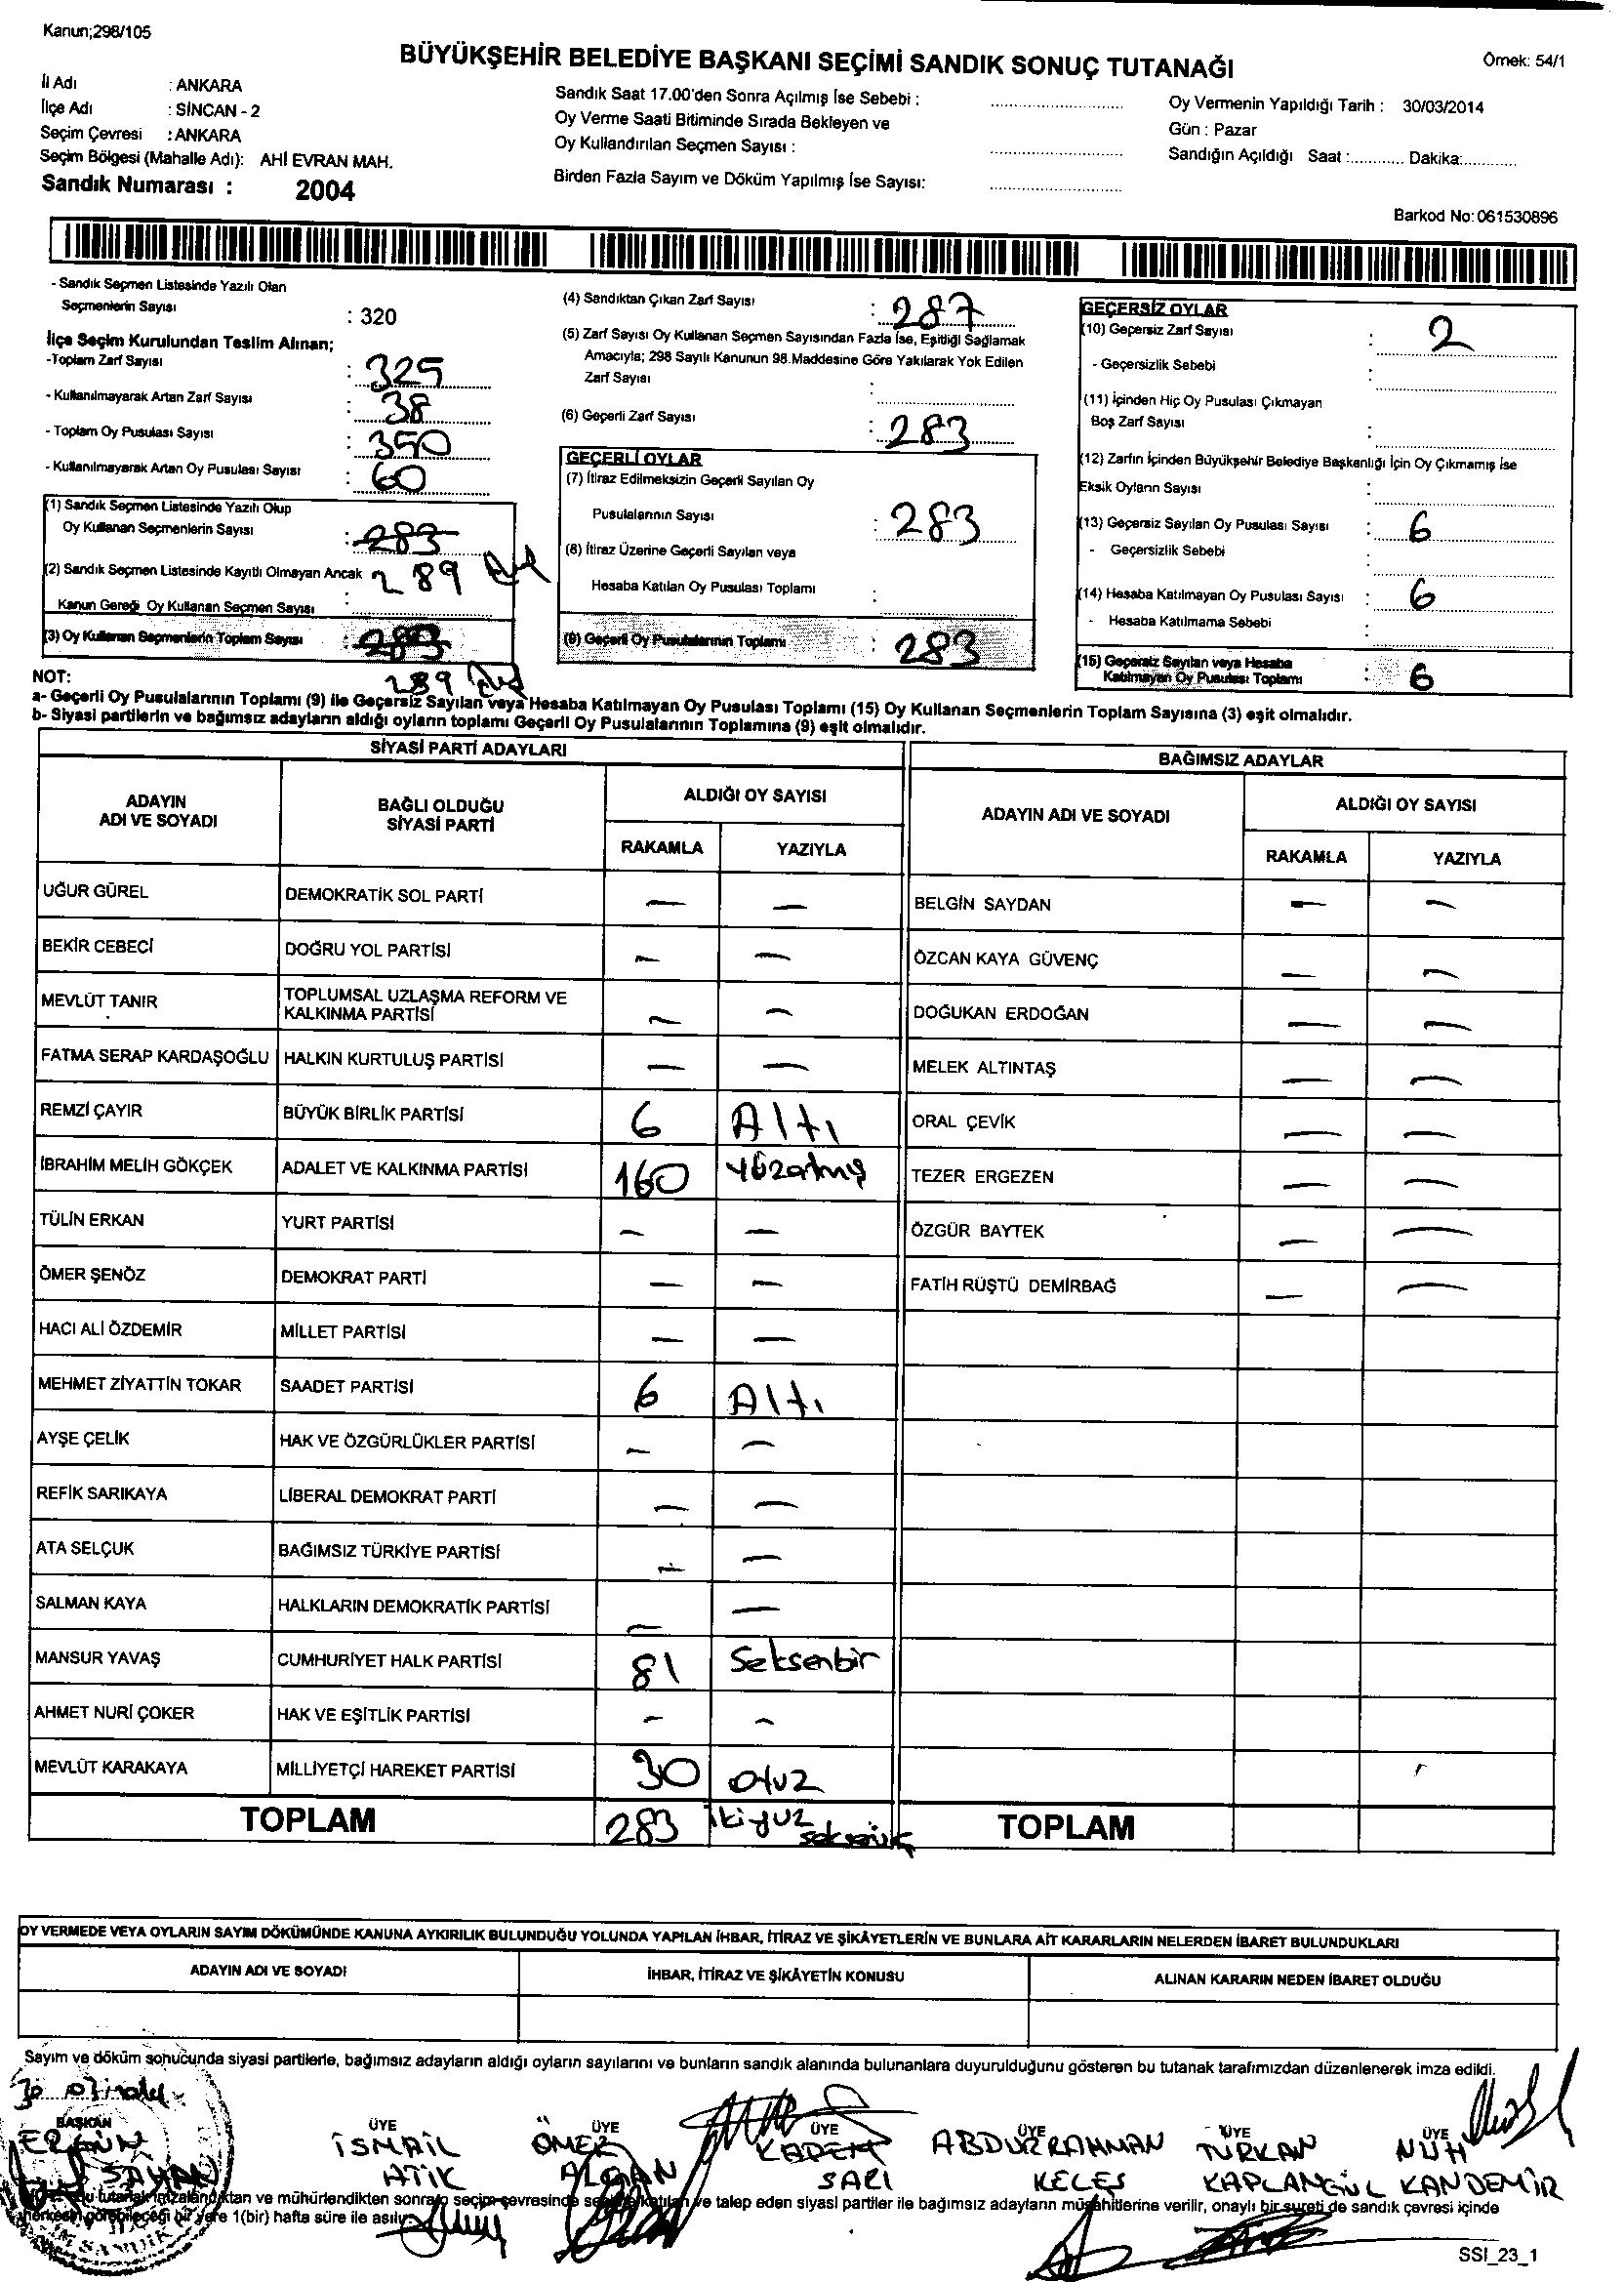 Kanun;298/105
BÜYÜKŞEHİR BELEDİYE BAŞKANI SEÇİMİ SANDIK SONUÇ TUTANAĞI
Örnek: 54/1
İl Adı : ANKARA
İlçe Adı : SİNCAN - 2
Seçim Çevresi : ANKARA
Seçim Bölgesi (Mahalle Adı): AHİ EVRAN MAH.
Sandık Numarası : 2004
Sandık Saat 17.00'den Sonra Açılmış İse Sebebi :
Oy Verme Saati Bitiminde Sırada Bekleyen ve
Oy Kullandırılan Seçmen Sayısı :
Birden Fazla Sayım ve Döküm Yapılmış İse Sayısı:
Oy Vermenin Yapıldığı Tarih : 30/03/2014
Gün : Pazar
Sandığın Açıldığı Saat :............ Dakika:............
Barkod No: 061530896
- Sandık Seçmen Listesinde Yazılı Olan
Seçmenlerin Sayısı : 320
İlçe Seçim Kurulundan Teslim Alınan;
-Toplam Zarf Sayısı : 325
- Kullanılmayarak Artan Zarf Sayısı : 38
- Toplam Oy Pusulası Sayısı : 350
- Kullanılmayarak Artan Oy Pusulası Sayısı : 60
(1) Sandık Seçmen Listesinde Yazılı Olup
Oy Kullanan Seçmenlerin Sayısı : 283
289
(2) Sandık Seçmen Listesinde Kayıtlı Olmayan Ancak
Kanun Gereği Oy Kullanan Seçmen Sayısı :
(3) Oy Kullanan Seçmenlerin Toplam Sayısı : 283
289
(4) Sandıktan Çıkan Zarf Sayısı : 287
(5) Zarf Sayısı Oy Kullanan Seçmen Sayısından Fazla İse, Eşitliği Sağlamak
Amacıyla; 298 Sayılı Kanunun 98.Maddesine Göre Yakılarak Yok Edilen
Zarf Sayısı :
(6) Geçerli Zarf Sayısı : 283
GEÇERLİ OYLAR
(7) İtiraz Edilmeksizin Geçerli Sayılan Oy
Pusulalarının Sayısı : 283
(8) İtiraz Üzerine Geçerli Sayılan veya
Hesaba Katılan Oy Pusulası Toplamı :
(9) Geçerli Oy Pusulalarının Toplamı : 283
GEÇERSİZ OYLAR
(10) Geçersiz Zarf Sayısı : 2
- Geçersizlik Sebebi :
(11) İçinden Hiç Oy Pusulası Çıkmayan
Boş Zarf Sayısı :
(12) Zarfın İçinden Büyükşehir Belediye Başkanlığı İçin Oy Çıkmamış İse
Eksik Oyların Sayısı :
(13) Geçersiz Sayılan Oy Pusulası Sayısı : 6
- Geçersizlik Sebebi :
(14) Hesaba Katılmayan Oy Pusulası Sayısı : 6
- Hesaba Katılmama Sebebi :
(15) Geçersiz Sayılan veya Hesaba
Katılmayan Oy Pusulası Toplamı : 6
NOT:
a- Geçerli Oy Pusulalarının Toplamı (9) ile Geçersiz Sayılan veya Hesaba Katılmayan Oy Pusulası Toplamı (15) Oy Kullanan Seçmenlerin Toplam Sayısına (3) eşit olmalıdır.
b- Siyasi partilerin ve bağımsız adayların aldığı oyların toplamı Geçerli Oy Pusulalarının Toplamına (9) eşit olmalıdır.
SİYASİ PARTİ ADAYLARI
ADAYIN ADI VE SOYADI
BAĞLI OLDUĞU SİYASİ PARTİ
ALDIĞI OY SAYISI
RAKAMLA YAZIYLA
UĞUR GÜREL DEMOKRATİK SOL PARTİ — —
BEKİR CEBECİ DOĞRU YOL PARTİSİ — —
MEVLÜT TANIR TOPLUMSAL UZLAŞMA REFORM VE KALKINMA PARTİSİ — —
FATMA SERAP KARDAŞOĞLU HALKIN KURTULUŞ PARTİSİ — —
REMZİ ÇAYIR BÜYÜK BİRLİK PARTİSİ 6 Altı
İBRAHİM MELİH GÖKÇEK ADALET VE KALKINMA PARTİSİ 160 yüzatmış
TÜLİN ERKAN YURT PARTİSİ — —
ÖMER ŞENÖZ DEMOKRAT PARTİ — —
HACI ALİ ÖZDEMİR MİLLET PARTİSİ — —
MEHMET ZİYATTİN TOKAR SAADET PARTİSİ 6 Altı
AYŞE ÇELİK HAK VE ÖZGÜRLÜKLER PARTİSİ — —
REFİK SARIKAYA LİBERAL DEMOKRAT PARTİ — —
ATA SELÇUK BAĞIMSIZ TÜRKİYE PARTİSİ — —
SALMAN KAYA HALKLARIN DEMOKRATİK PARTİSİ — —
MANSUR YAVAŞ CUMHURİYET HALK PARTİSİ 81 Seksenbir
AHMET NURİ ÇOKER HAK VE EŞİTLİK PARTİSİ — —
MEVLÜT KARAKAYA MİLLİYETÇİ HAREKET PARTİSİ 30 otuz
TOPLAM 283 ikiyuz seksenüç
BAĞIMSIZ ADAYLAR
ADAYIN ADI VE SOYADI
ALDIĞI OY SAYISI
RAKAMLA YAZIYLA
BELGİN SAYDAN — —
ÖZCAN KAYA GÜVENÇ — —
DOĞUKAN ERDOĞAN — —
MELEK ALTINTAŞ — —
ORAL ÇEVİK — —
TEZER ERGEZEN — —
ÖZGÜR BAYTEK — —
FATİH RÜŞTÜ DEMİRBAĞ — —
TOPLAM
OY VERMEDE VEYA OYLARIN SAYIM DÖKÜMÜNDE KANUNA AYKIRILIK BULUNDUĞU YOLUNDA YAPILAN İHBAR, İTİRAZ VE ŞİKÂYETLERİN VE BUNLARA AİT KARARLARIN NELERDEN İBARET BULUNDUKLARI
ADAYIN ADI VE SOYADI
İHBAR, İTİRAZ VE ŞİKÂYETİN KONUSU
ALINAN KARARIN NEDEN İBARET OLDUĞU
Sayım ve döküm sonucunda siyasi partilerle, bağımsız adayların aldığı oyların sayılarını ve bunların sandık alanında bulunanlara duyurulduğunu gösteren bu tutanak tarafımızdan düzenlenerek imza edildi.
BAŞKAN ÜYE ÜYE ÜYE ÜYE ÜYE ÜYE
ERGÜN İSMAİL ÖMER KADEM ABDURRAHMAN TURKAN NUH
ŞAHAN ATİK ALGAN SARI KELEŞ KAPLANGÜL KANDEMİR
bu tutanak imzalandıktan ve mühürlendikten sonra o seçim çevresinde seçime katılan ve talep eden siyasi partiler ile bağımsız adayların müşahitlerine verilir, onaylı bir sureti de sandık çevresi içinde
herkesin görebileceği bir yere 1(bir) hafta süre ile asılır.
SSI_23_1